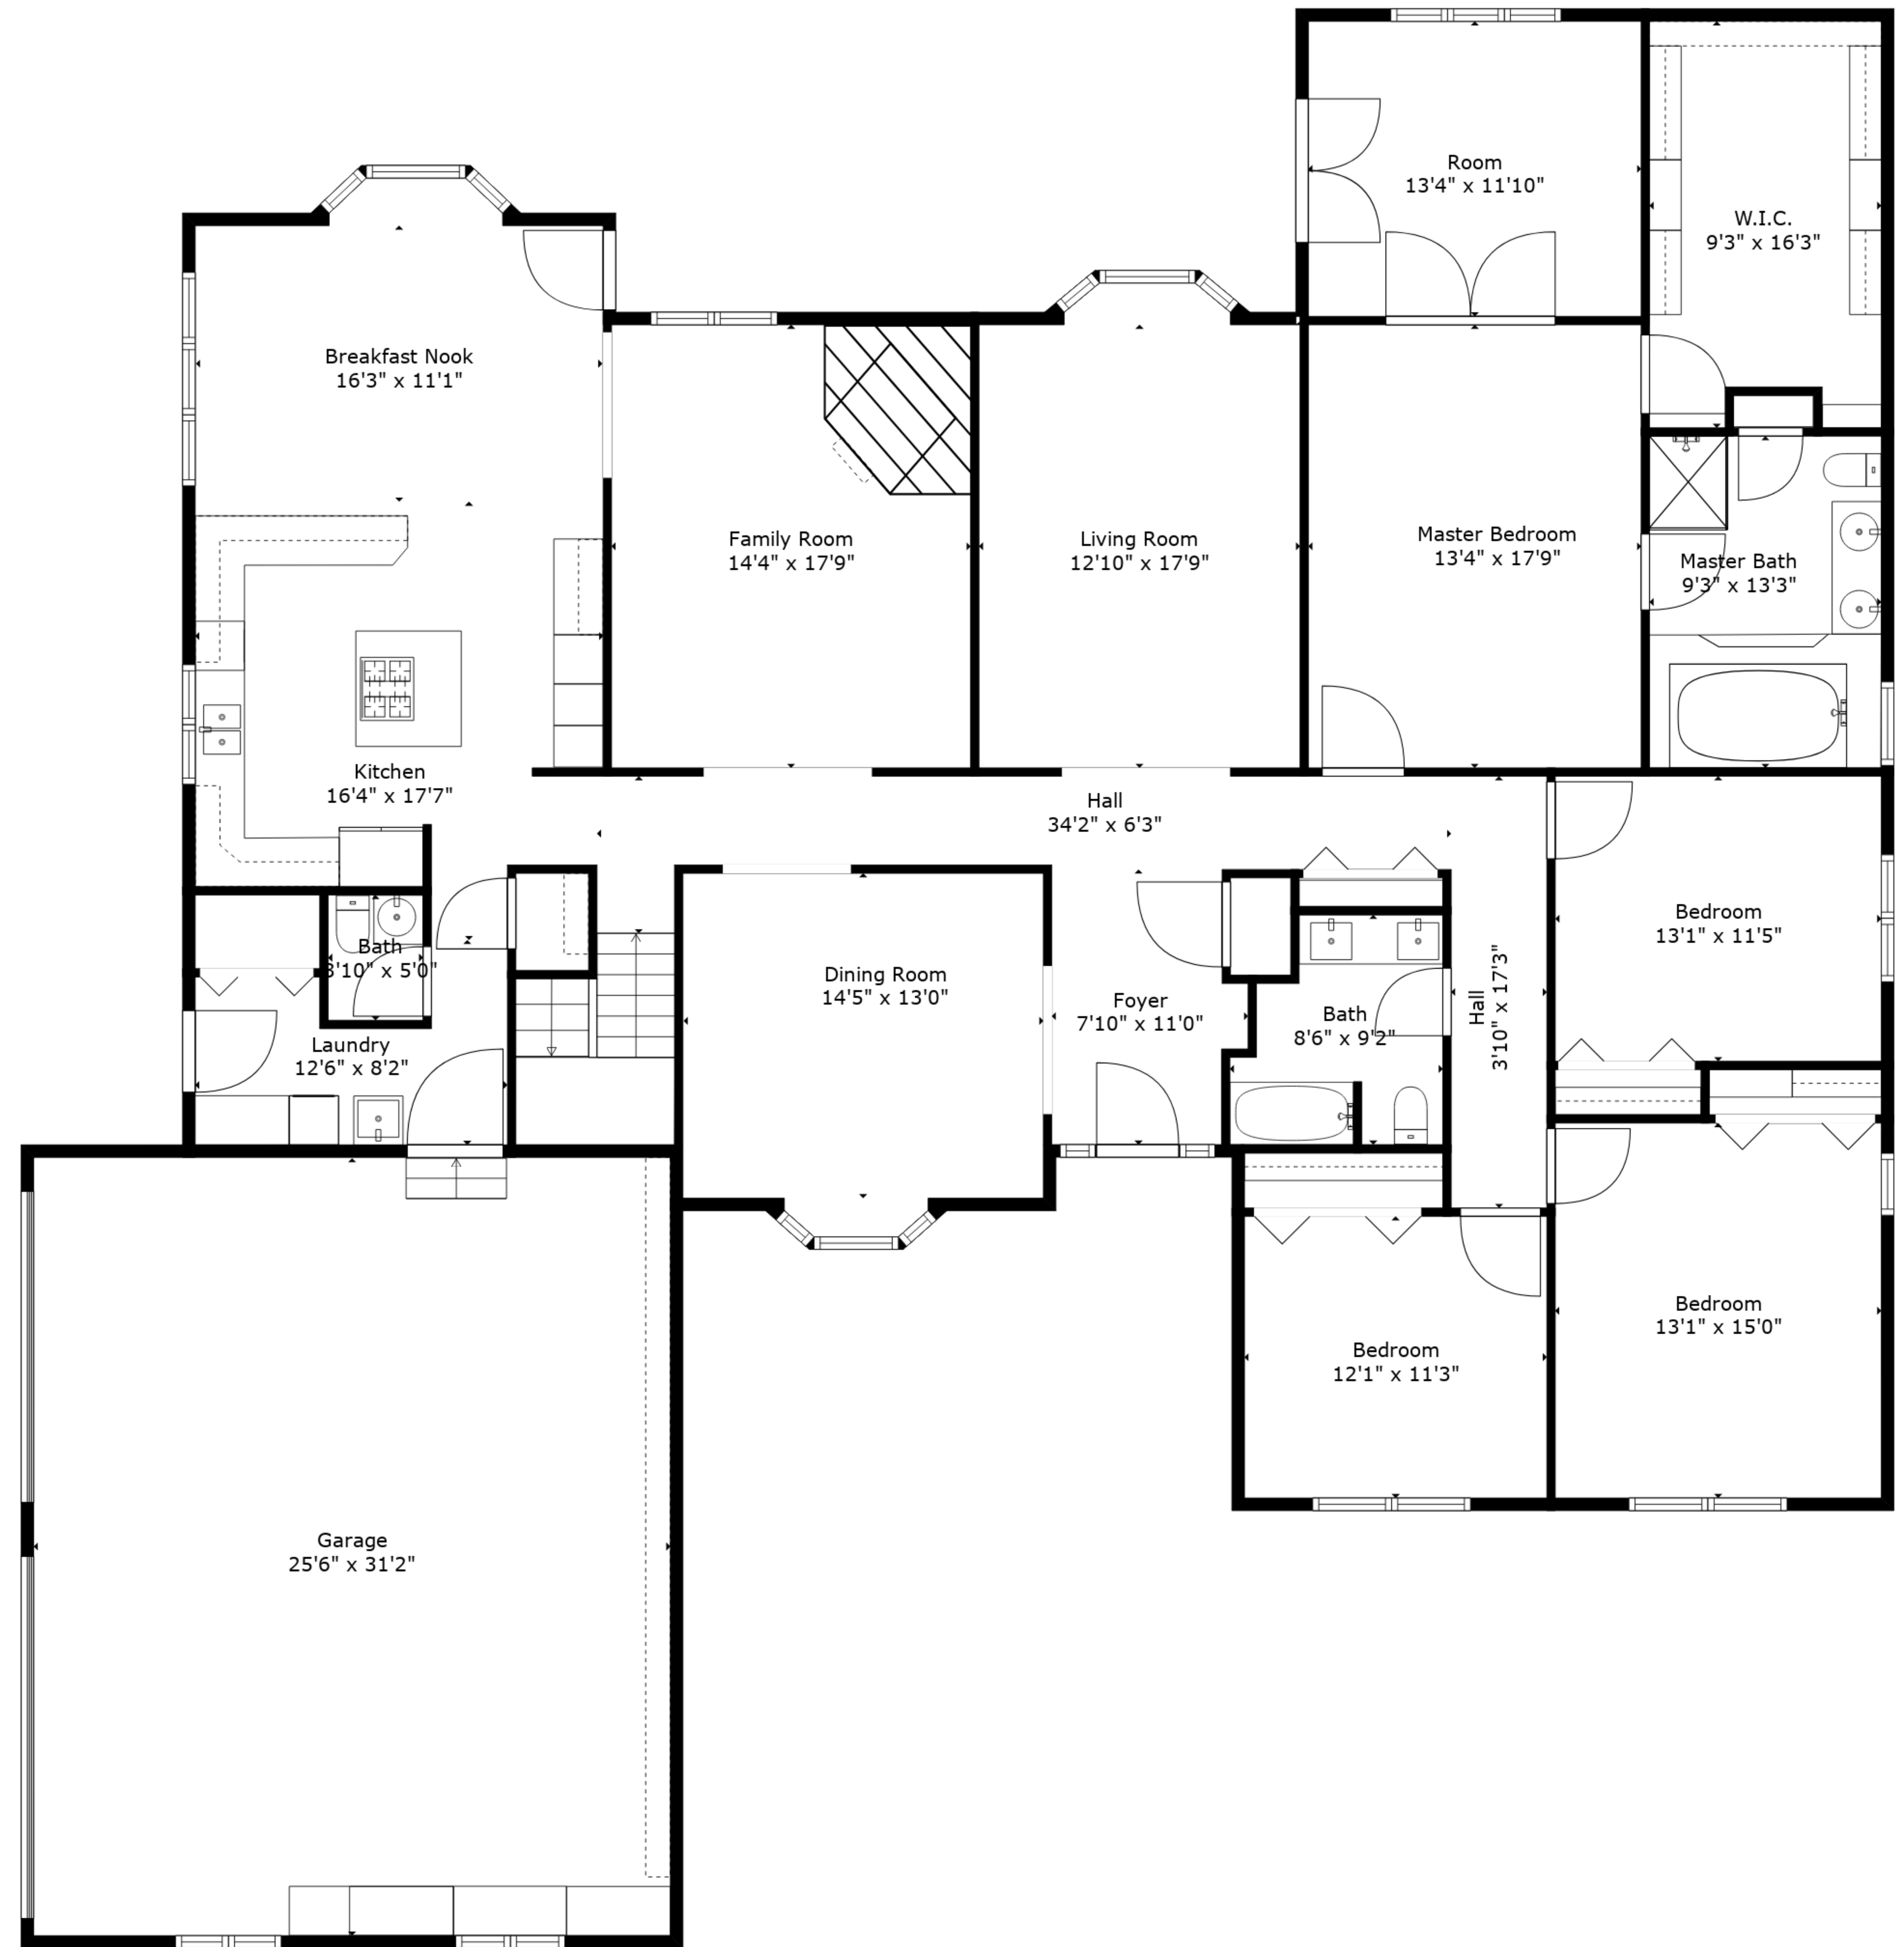 Room
13'4" x 11'10"
W.I.C.
9'3" x 16'3"
Breakfast Nook
16'3" x 11'1"
Family Room
14'4" x 17'9"
Living Room
12'10" x 17'9"
Master Bedroom
13'4" x 17'9"
Master Bath
9'3" x 13'3"
Kitchen
16'4" x 17'7"
Hall
34'2" x 6'3"
Bedroom
13'1" x 11'5"
Bath
3'10" x 5'0"
Dining Room
14'5" x 13'0"
Foyer
7'10" x 11'0"
Bath
8'6" x 9'2"
Hall
3'10" x 17'3"
Laundry
12'6" x 8'2"
Bedroom
13'1" x 15'0"
Bedroom
12'1" x 11'3"
Garage
25'6" x 31'2"